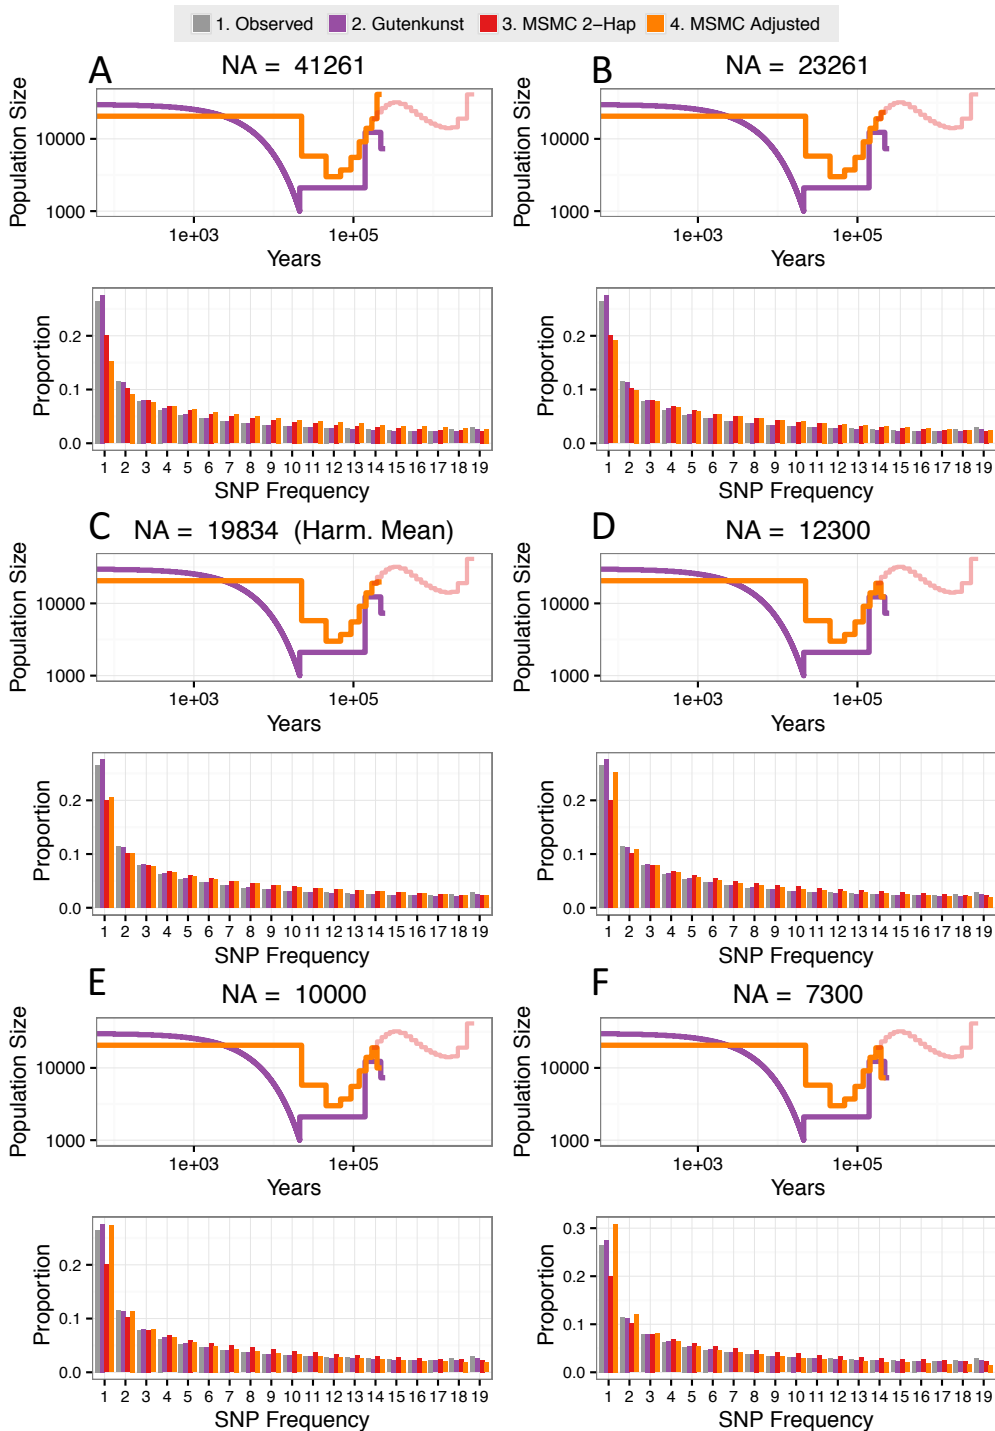 1. Observed 2. Gutenkunst 3. MSMC 2-Hap 4. MSMC Adjusted
A NA = 41261
Population Size
10000
1000
1e+03 1e+05
Years
Proportion
0.2
0.1
0.0
1 2 3 4 5 6 7 8 9 10 11 12 13 14 15 16 17 18 19
SNP Frequency
B NA = 23261
Population Size
10000
1000
1e+03 1e+05
Years
Proportion
0.2
0.1
0.0
1 2 3 4 5 6 7 8 9 10 11 12 13 14 15 16 17 18 19
SNP Frequency
C NA = 19834 (Harm. Mean)
Population Size
10000
1000
1e+03 1e+05
Years
Proportion
0.2
0.1
0.0
1 2 3 4 5 6 7 8 9 10 11 12 13 14 15 16 17 18 19
SNP Frequency
D NA = 12300
Population Size
10000
1000
1e+03 1e+05
Years
Proportion
0.2
0.1
0.0
1 2 3 4 5 6 7 8 9 10 11 12 13 14 15 16 17 18 19
SNP Frequency
E NA = 10000
Population Size
10000
1000
1e+03 1e+05
Years
Proportion
0.2
0.1
0.0
1 2 3 4 5 6 7 8 9 10 11 12 13 14 15 16 17 18 19
SNP Frequency
F NA = 7300
Population Size
10000
1000
1e+03 1e+05
Years
Proportion
0.3
0.2
0.1
0.0
1 2 3 4 5 6 7 8 9 10 11 12 13 14 15 16 17 18 19
SNP Frequency